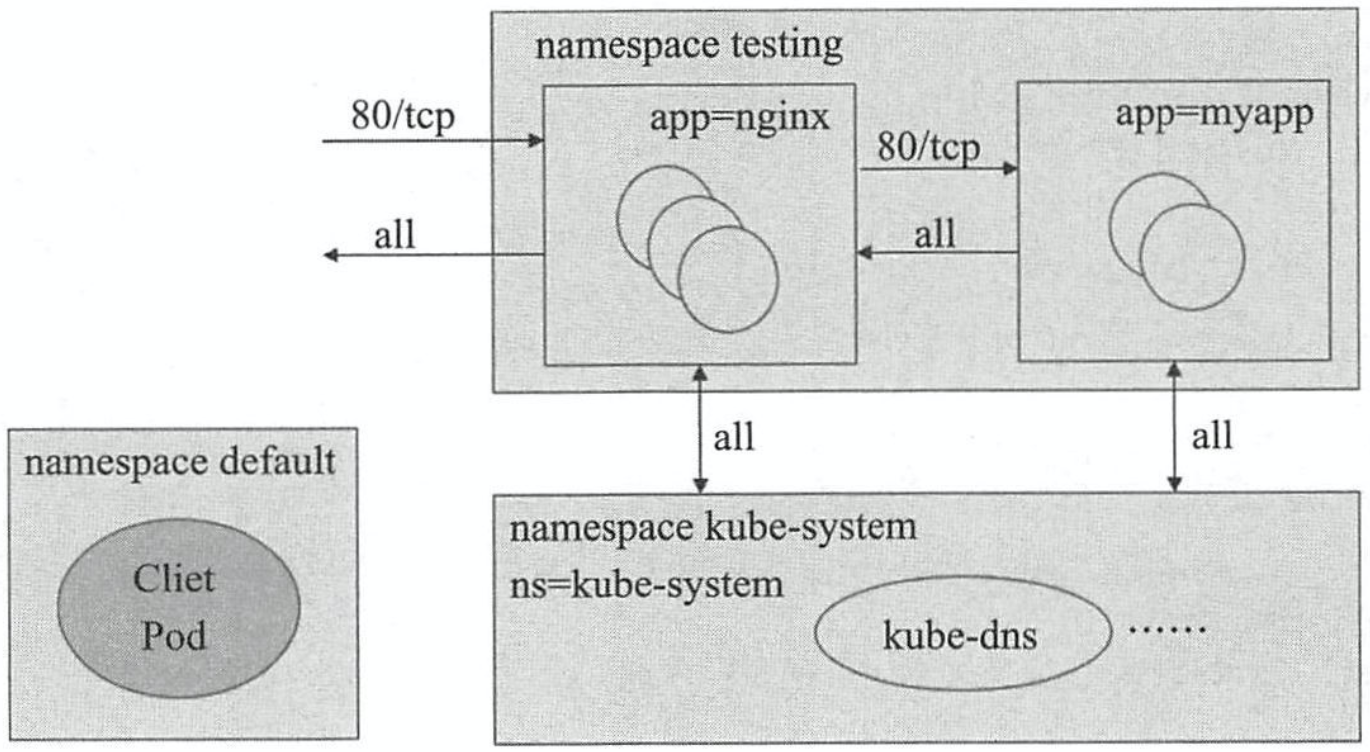 namespace testing
80/tcp
app=nginx
80/tcp
app=myapp
all
all
all
all
namespace default
Cliet
Pod
namespace kube-system
ns=kube-system
kube-dns
......